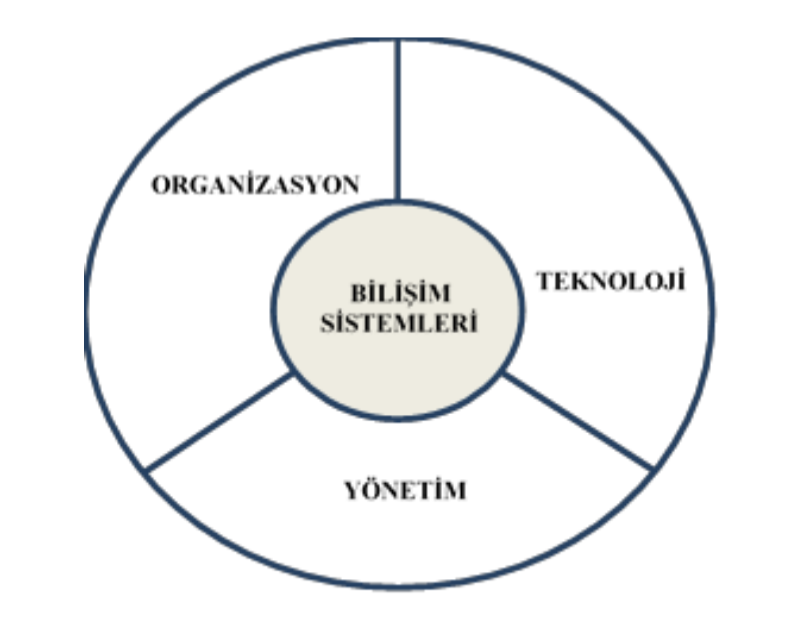 ORGANİZASYON
TEKNOLOJİ
BİLİŞİM
SİSTEMLERİ
YÖNETİM